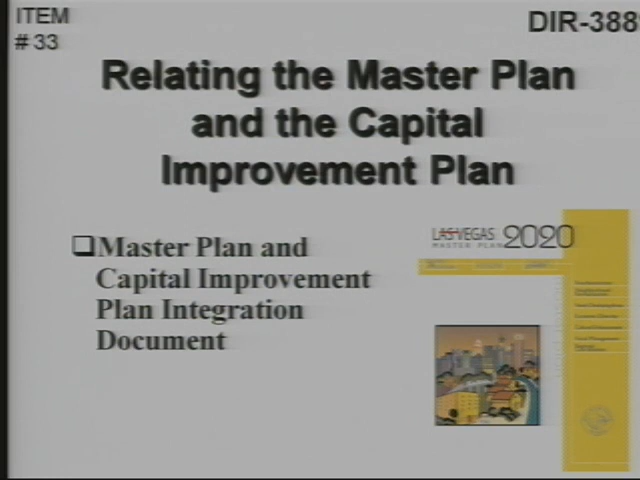 ITEM
# 33
DIR-388
Relating the Master Plan
and the Capital
Improvement Plan
❑Master Plan and
Capital Improvement
Plan Integration
Document
LAS VEGAS 2020
MASTER PLAN